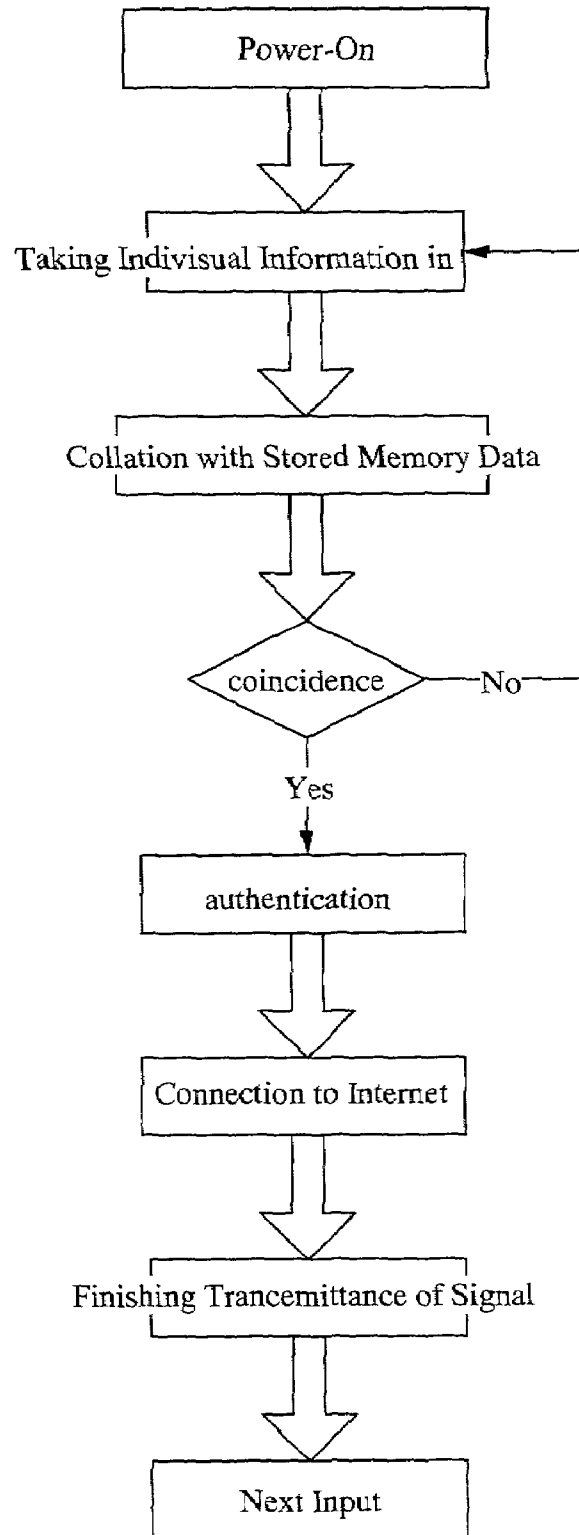 Power-On
Taking Indivisual Information in
Collation with Stored Memory Data
coincidence
No
Yes
authentication
Connection to Internet
Finishing Trancemittance of Signal
Next Input